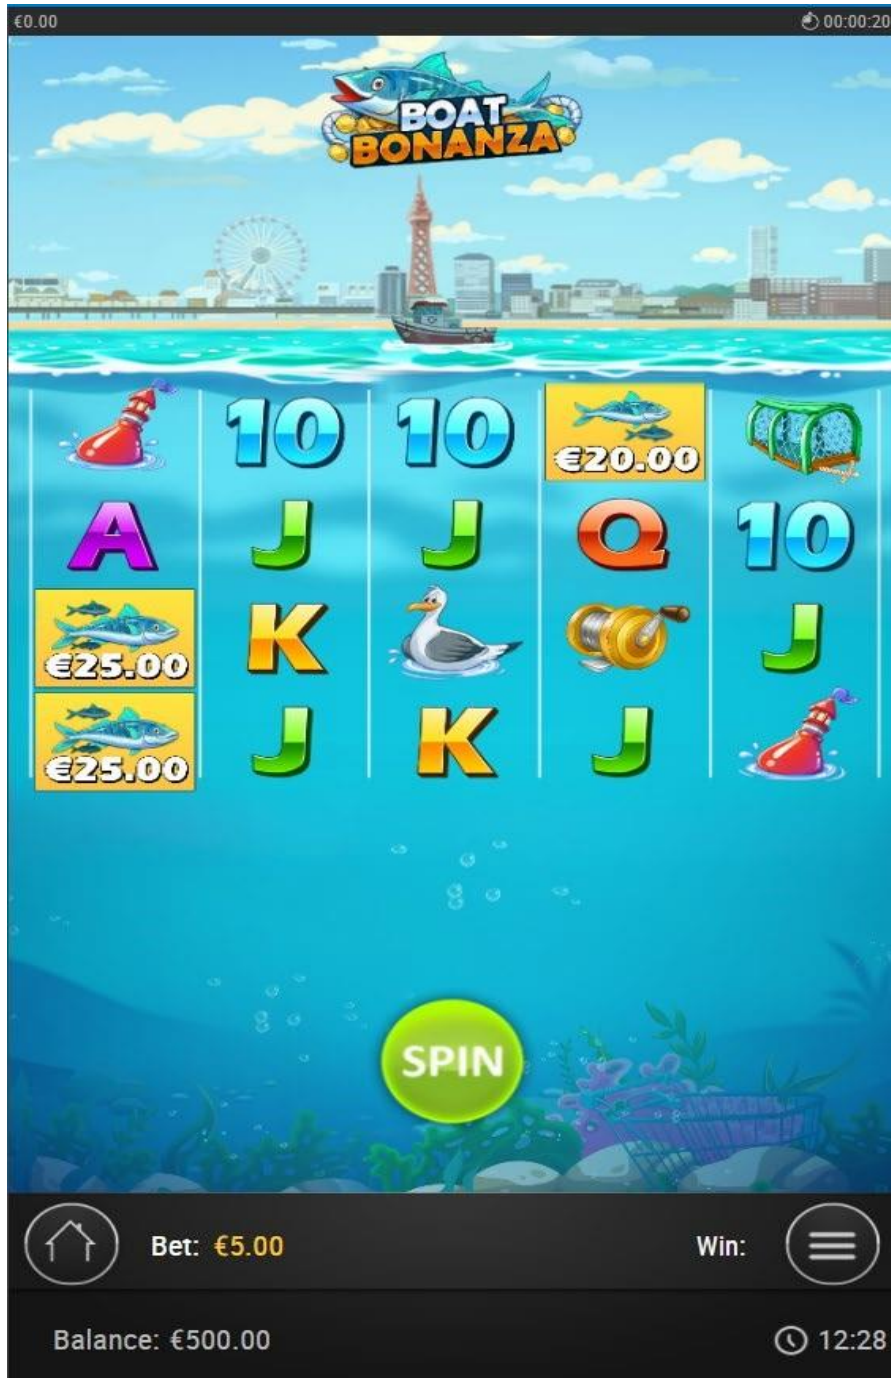 €0.00 00:00:20
BOAT
BONANZA
10 10 €20.00
A J J Q 10
€25.00 K J
€25.00 J K J
SPIN
Bet: €5.00 Win:
Balance: €500.00 12:28